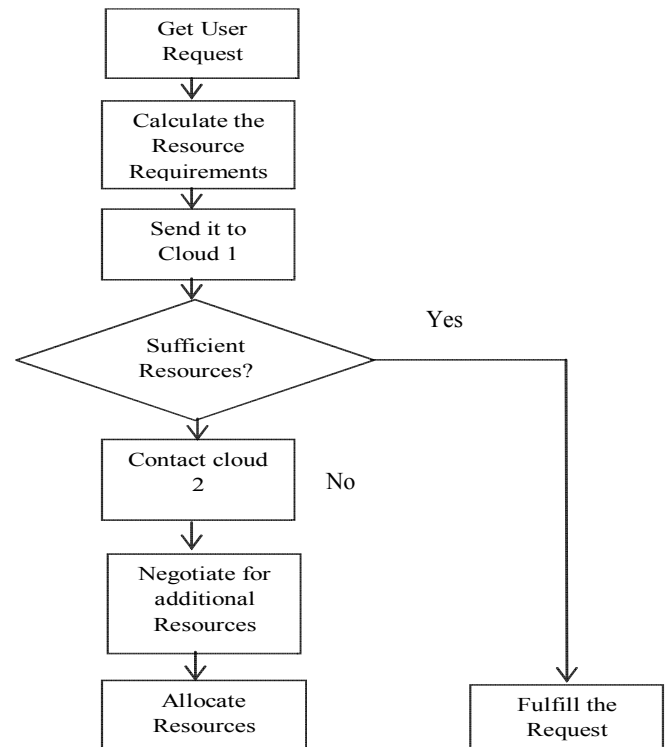 Get User
Request
Calculate the
Resource
Requirements
Send it to
Cloud 1
Yes
Sufficient
Resources?
Contact cloud
2
No
Negotiate for
additional
Resources
Allocate
Resources
Fulfill the
Request